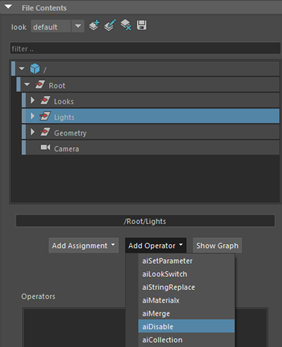 File Contents
look default
filter ..
/
Root
Looks
Lights
Geometry
Camera
/Root/Lights
Add Assignment Add Operator Show Graph
aiSetParameter
aiLookSwitch
aiStringReplace
aiMaterialx
aiMerge
aiDisable
aiCollection
Operators